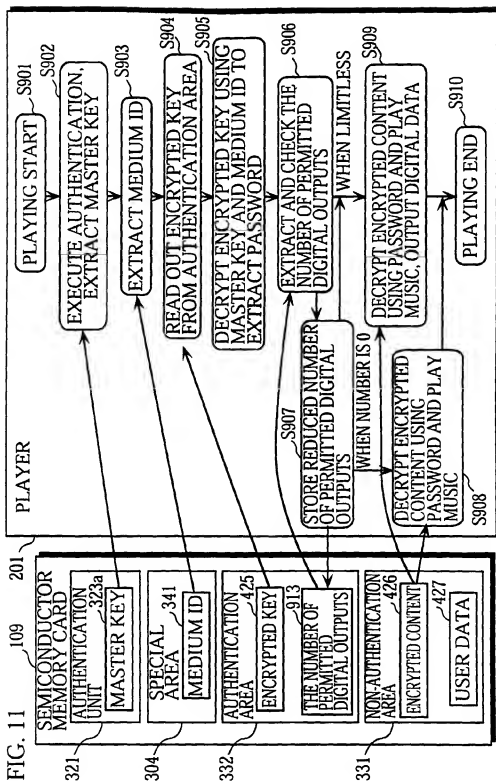 FIG. 11
109
SEMICONDUCTOR
MEMORY CARD
321
AUTHENTICATION
UNIT
323a
MASTER KEY
304
SPECIAL
AREA
341
MEDIUM ID
332
AUTHENTICATION
AREA
425
ENCRYPTED KEY
913
THE NUMBER OF
PERMITTED
DIGITAL OUTPUTS
331
NON-AUTHENTICATION
AREA
426
ENCRYPTED CONTENT
427
USER DATA
201
PLAYER
PLAYING START
S901
EXECUTE AUTHENTICATION,
EXTRACT MASTER KEY
S902
EXTRACT MEDIUM ID
S903
READ OUT ENCRYPTED KEY
FROM AUTHENTICATION AREA
S904
DECRYPT ENCRYPTED KEY USING
MASTER KEY AND MEDIUM ID TO
EXTRACT PASSWORD
S905
EXTRACT AND CHECK THE
NUMBER OF PERMITTED
DIGITAL OUTPUTS
S906
WHEN LIMITLESS
S907
STORE REDUCED NUMBER
OF PERMITTED DIGITAL
OUTPUTS
WHEN NUMBER IS 0
DECRYPT ENCRYPTED
CONTENT USING
PASSWORD AND PLAY
MUSIC
S908
DECRYPT ENCRYPTED CONTENT
USING PASSWORD AND PLAY
MUSIC, OUTPUT DIGITAL DATA
S909
PLAYING END
S910